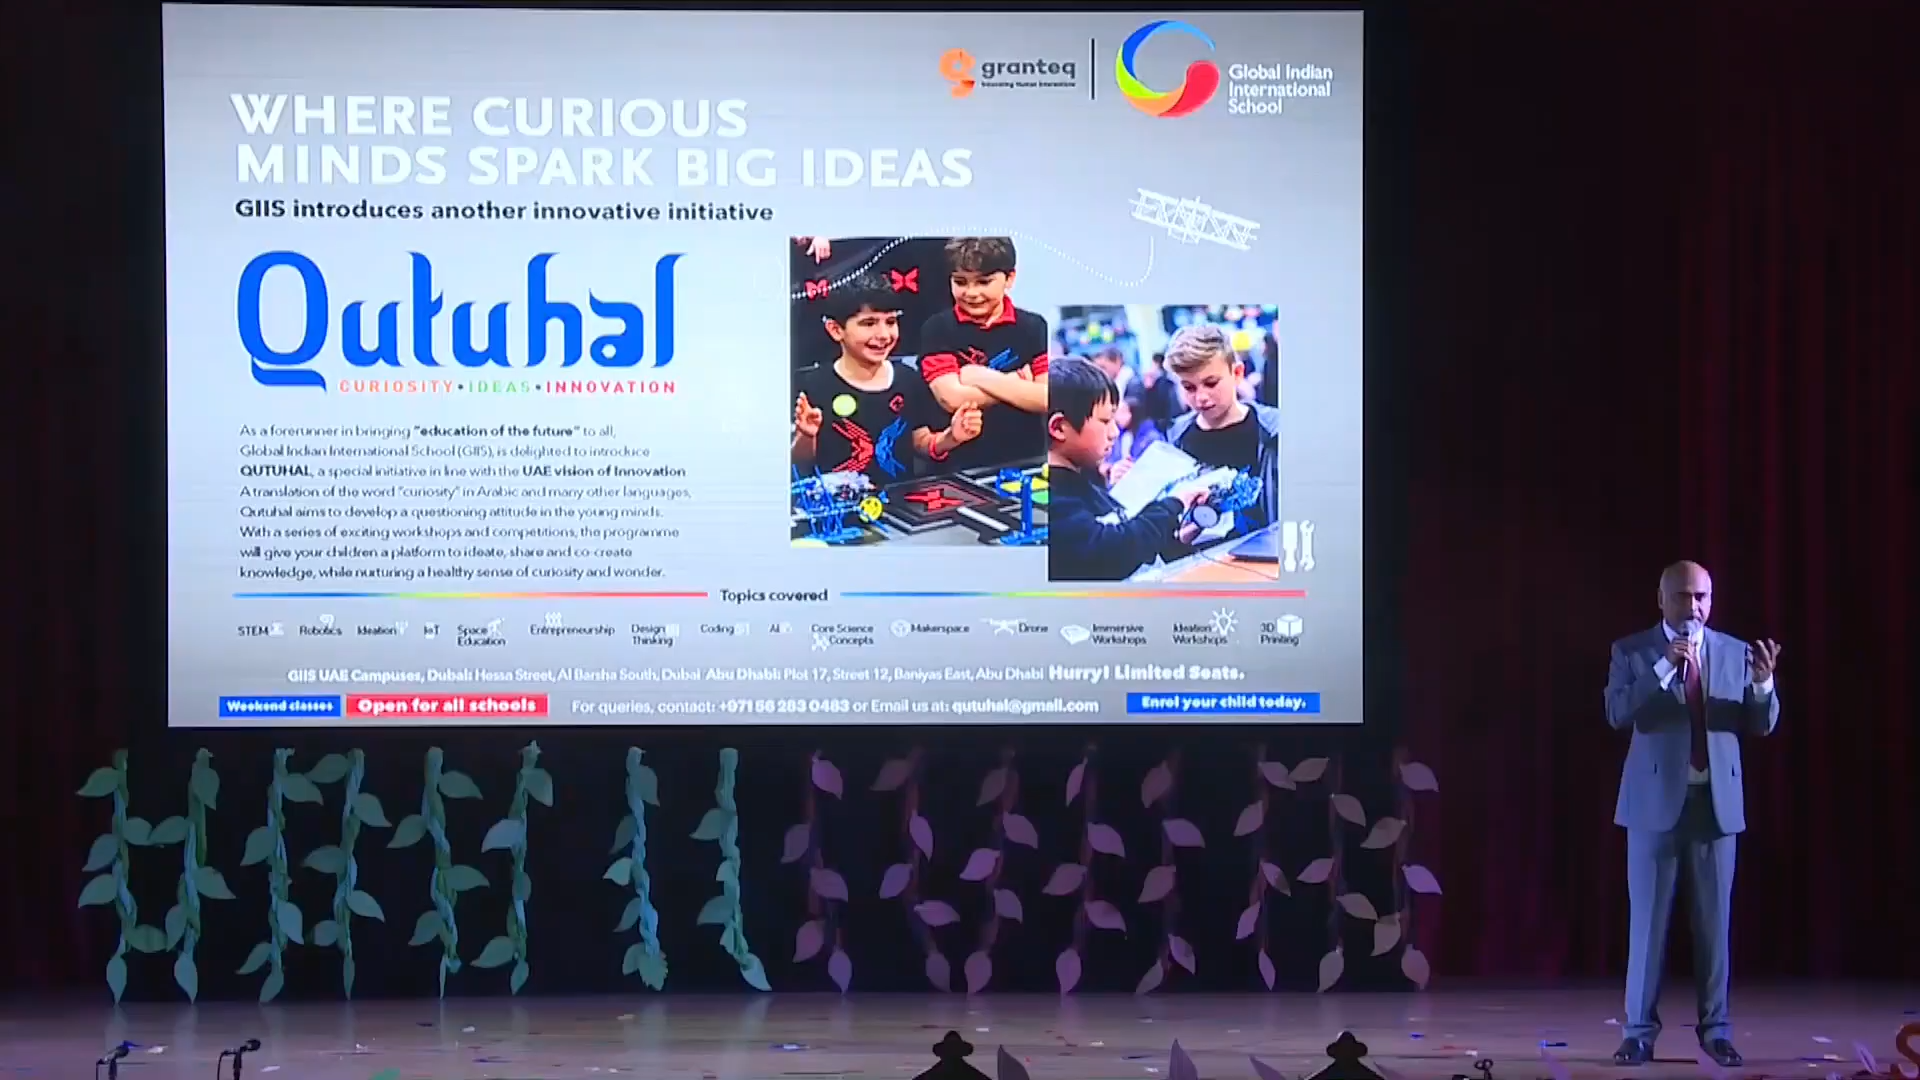 granteq
Global Indian
International
School
WHERE CURIOUS
MINDS SPARK BIG IDEAS
GIIS introduces another innovative initiative
Qutuhal
CURIOSITY • IDEAS • INNOVATION
As a forerunner in bringing "education of the future" to all,
Global Indian International School (GIIS), is delighted to introduce
QUTUHAL, a special initiative in line with the UAE vision of Innovation
A translation of the word "curiosity" in Arabic and many other languages,
Qutuhal aims to develop a questioning attitude in the young minds.
With a series of exciting workshops and competitions, the programme
will give your children a platform to ideate, share and co-create
knowledge, while nurturing a healthy sense of curiosity and wonder.
Topics covered
STEM
Robotics
Ideation
IoT
Space
Education
Entrepreneurship
Design
Thinking
Coding
AI
Core Science
Concepts
Makerspace
Drone
Immersive
Workshops
Ideation
Workshops
3D
Printing
GIIS UAE Campuses, Dubai: Hessa Street, Al Barsha South, Dubai Abu Dhabi: Plot 17, Street 12, Baniyas East, Abu Dhabi Hurry! Limited Seats.
Weekend classes
Open for all schools
For queries, contact: +971 56 283 0483 or Email us at: qutuhal@gmail.com
Enrol your child today.